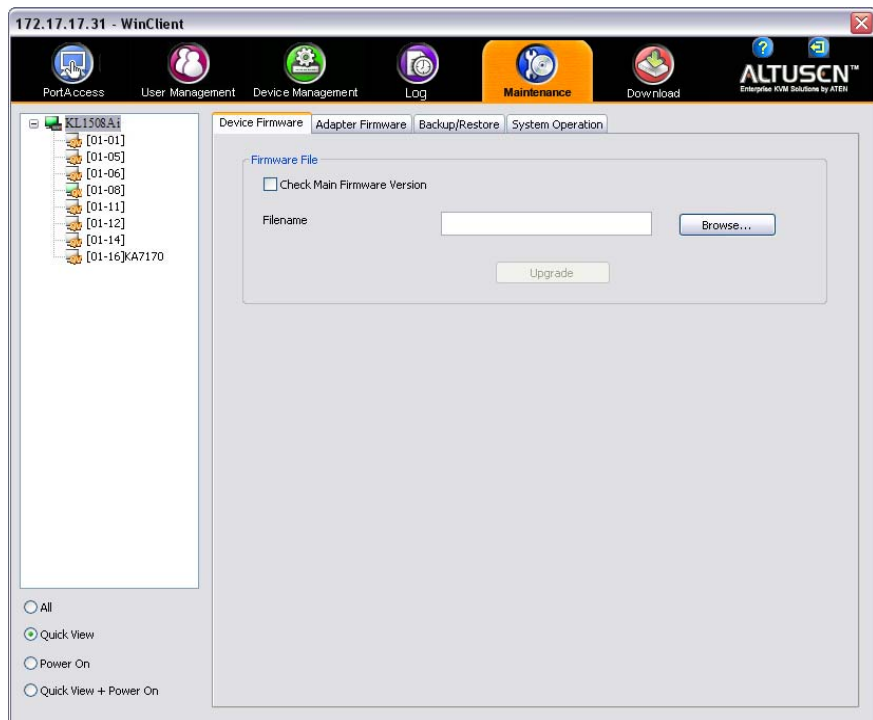 172.17.17.31 - WinClient
PortAccess
User Management
Device Management
Log
Maintenance
Download
ALTUSEN™
Enterprise KVM Solutions by ATEN
KL1508Ai
[01-01]
[01-05]
[01-06]
[01-08]
[01-11]
[01-12]
[01-14]
[01-16]KA7170
Device Firmware
Adapter Firmware
Backup/Restore
System Operation
Firmware File
Check Main Firmware Version
Filename
Browse...
Upgrade
All
Quick View
Power On
Quick View + Power On